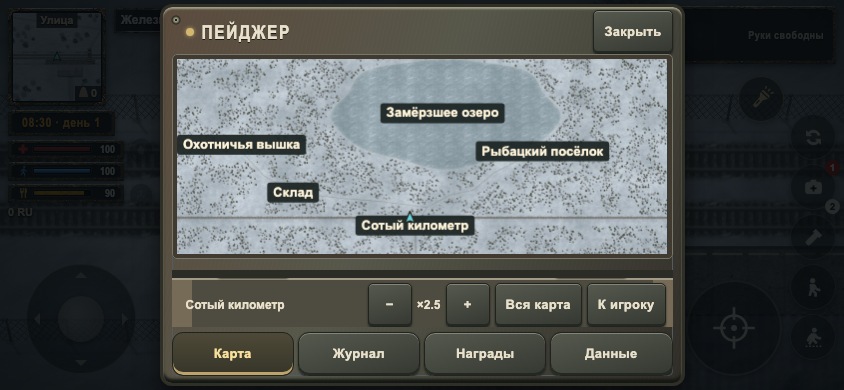 Улица
Желез
ПЕЙДЖЕР
Закрыть
Руки свободны
0
08:30 · день 1
100
100
90
0 RU
Замёрзшее озеро
Охотничья вышка
Рыбацкий посёлок
Склад
Сотый километр
1
2
Сотый километр
−
×2.5
+
Вся карта
К игроку
Карта
Журнал
Награды
Данные